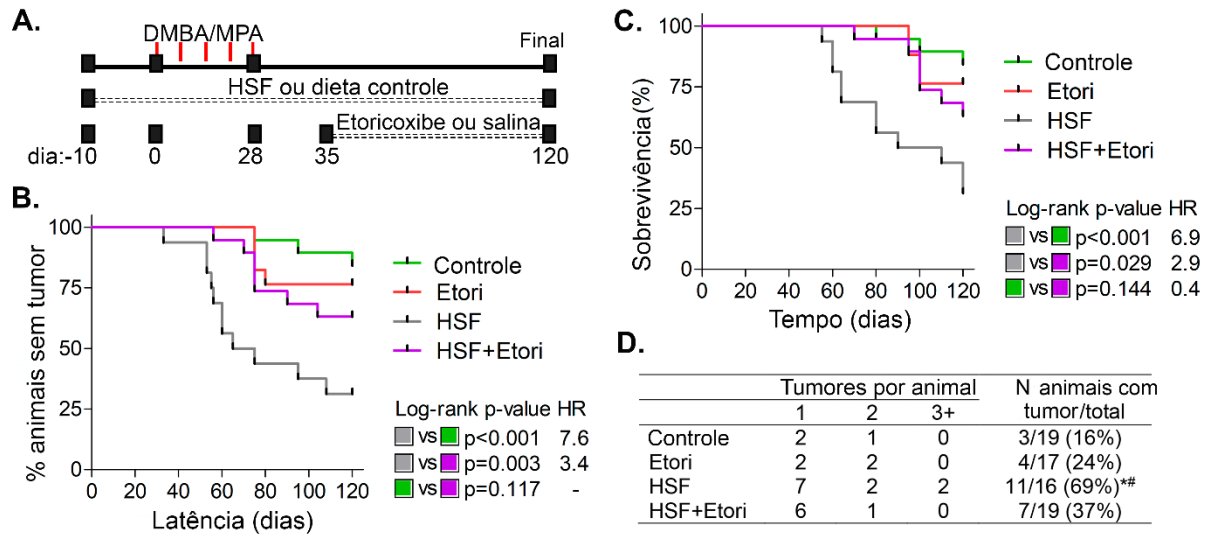 A.
DMBA/MPA
Final
HSF ou dieta controle
Etoricoxibe ou salina
dia:-10 0 28 35 120
B.
% animais sem tumor
100
75
50
25
0
0 20 40 60 80 100 120
Latência (dias)
Controle
Etori
HSF
HSF+Etori
Log-rank p-value HR
vs p<0.001 7.6
vs p=0.003 3.4
vs p=0.117 -
C.
Sobrevivência(%)
100
75
50
25
0
0 20 40 60 80 100 120
Tempo (dias)
Controle
Etori
HSF
HSF+Etori
Log-rank p-value HR
vs p<0.001 6.9
vs p=0.029 2.9
vs p=0.144 0.4
D.
Tumores por animal N animais com
1 2 3+ tumor/total
Controle 2 1 0 3/19 (16%)
Etori 2 2 0 4/17 (24%)
HSF 7 2 2 11/16 (69%)*#
HSF+Etori 6 1 0 7/19 (37%)